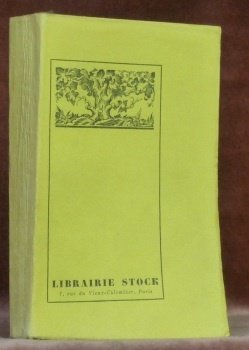 LIBRAIRIE STOCK
7, rue du Vieux-Colombier, Paris